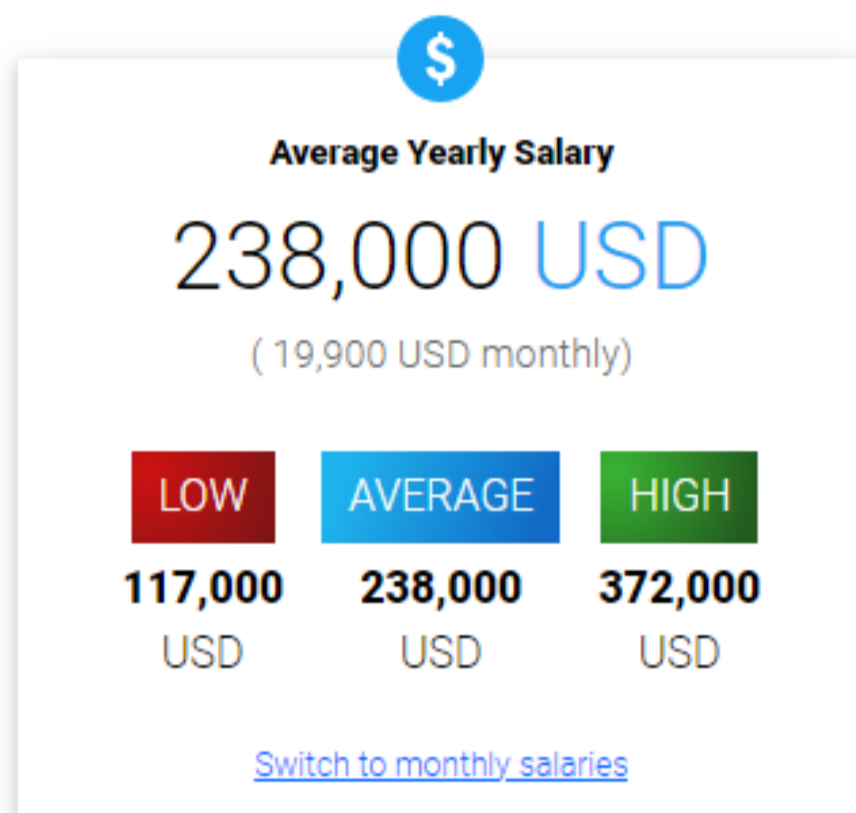 $
Average Yearly Salary
238,000 USD
( 19,900 USD monthly)
LOW AVERAGE HIGH
117,000 238,000 372,000
USD USD USD
Switch to monthly salaries